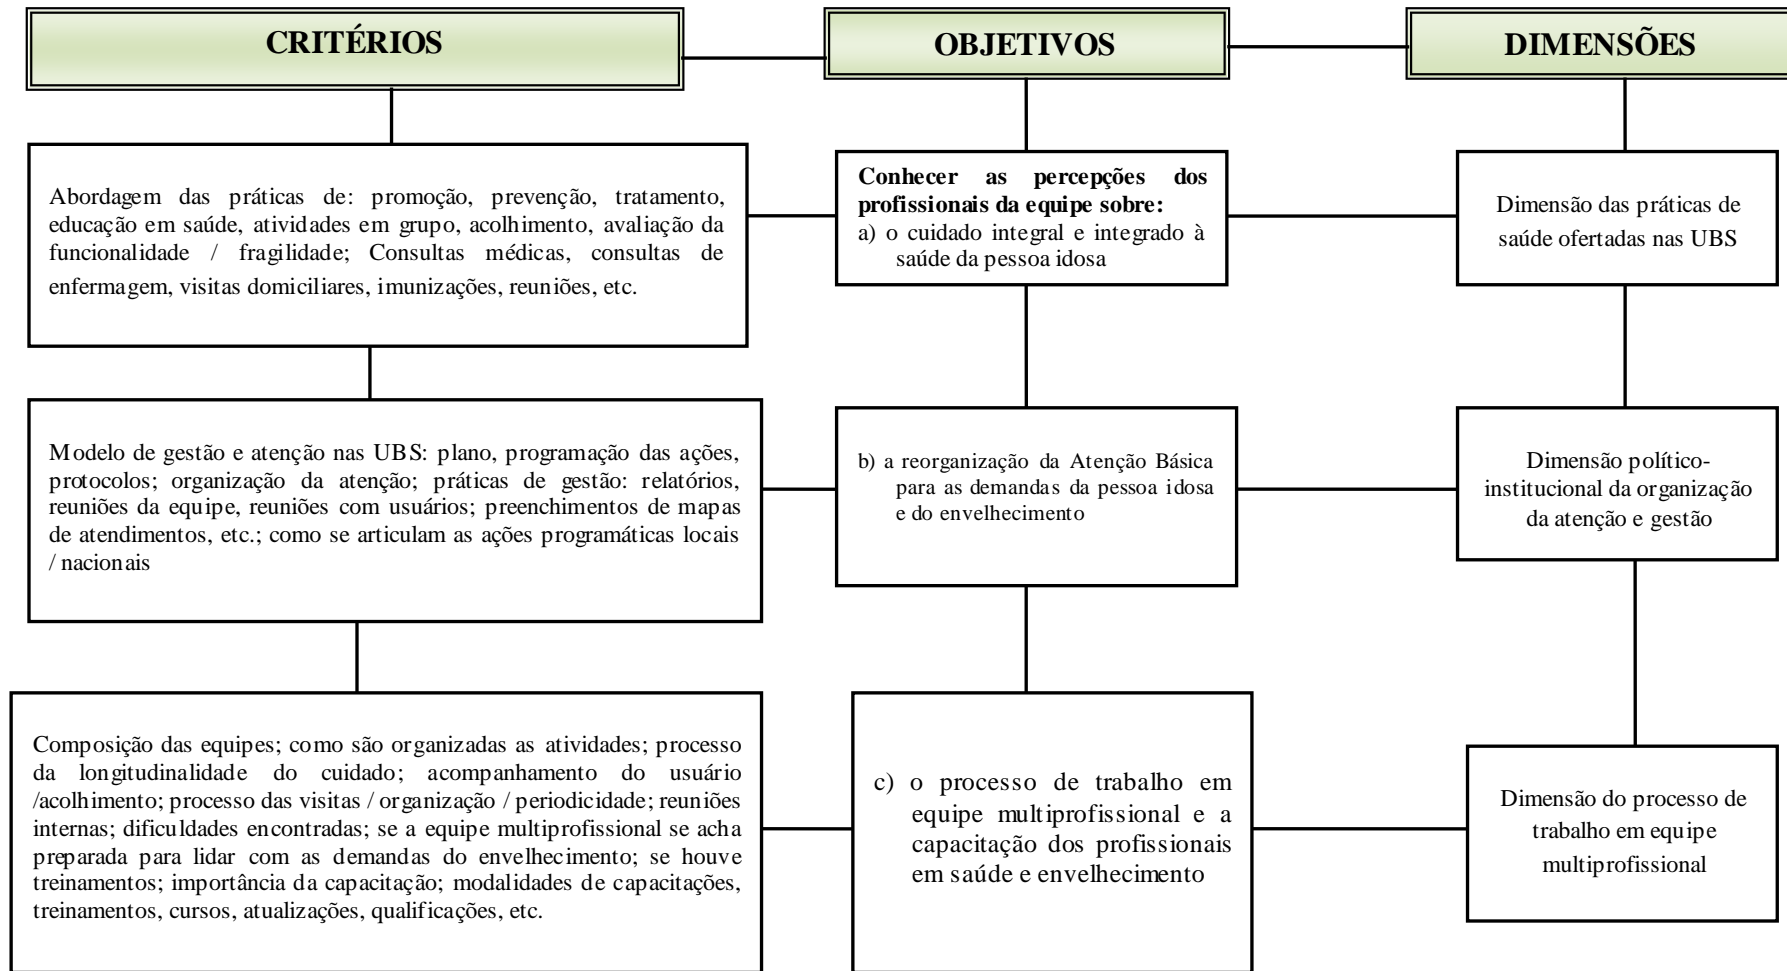 CRITÉRIOS
OBJETIVOS
DIMENSÕES
Abordagem das práticas de: promoção, prevenção, tratamento,
educação em saúde, atividades em grupo, acolhimento, avaliação da
funcionalidade / fragilidade; Consultas médicas, consultas de
enfermagem, visitas domiciliares, imunizações, reuniões, etc.
Conhecer as percepções dos
profissionais da equipe sobre:
a) o cuidado integral e integrado à
saúde da pessoa idosa
Dimensão das práticas de
saúde ofertadas nas UBS
Modelo de gestão e atenção nas UBS: plano, programação das ações,
protocolos; organização da atenção; práticas de gestão: relatórios,
reuniões da equipe, reuniões com usuários; preenchimentos de mapas
de atendimentos, etc.; como se articulam as ações programáticas locais
/ nacionais
b) a reorganização da Atenção Básica
para as demandas da pessoa idosa
e do envelhecimento
Dimensão político-
institucional da organização
da atenção e gestão
Composição das equipes; como são organizadas as atividades; processo
da longitudinalidade do cuidado; acompanhamento do usuário
/acolhimento; processo das visitas / organização / periodicidade; reuniões
internas; dificuldades encontradas; se a equipe multiprofissional se acha
preparada para lidar com as demandas do envelhecimento; se houve
treinamentos; importância da capacitação; modalidades de capacitações,
treinamentos, cursos, atualizações, qualificações, etc.
c) o processo de trabalho em
equipe multiprofissional e a
capacitação dos profissionais
em saúde e envelhecimento
Dimensão do processo de
trabalho em equipe
multiprofissional